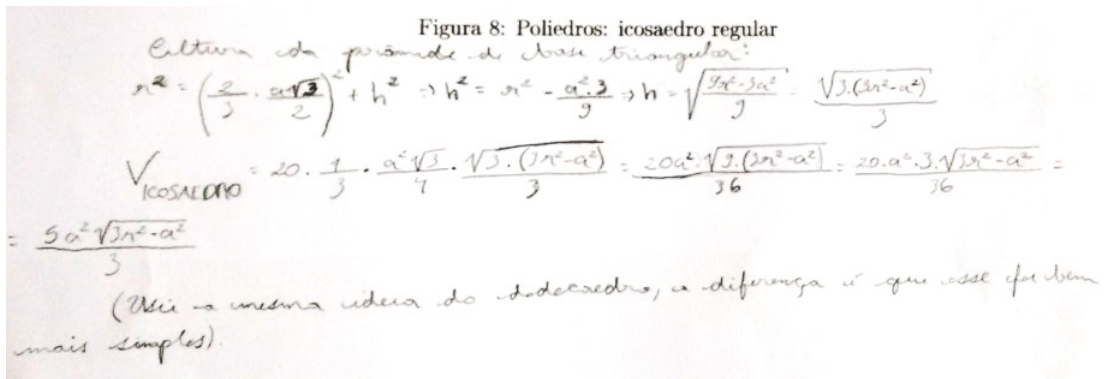 Figura 8: Poliedros: icosaedro regular
altura da pirâmide de base triangular:
r² = (2/3 · a√3/2)² + h² => h² = r² - a²·3/9 => h = √(9r²-3a²/9) = √3.(3r²-a²)/3
V ICOSAEDRO = 20 · 1/3 · a²√3/4 · √3.(3r²-a²)/3 = 20a²·√9.(3r²-a²)/36 = 20.a².3.√3r²-a²/36 =
= 5a²√3r²-a²/3
(Usei a mesma ideia do dodecaedro, a diferença é que esse foi bem
mais simples).